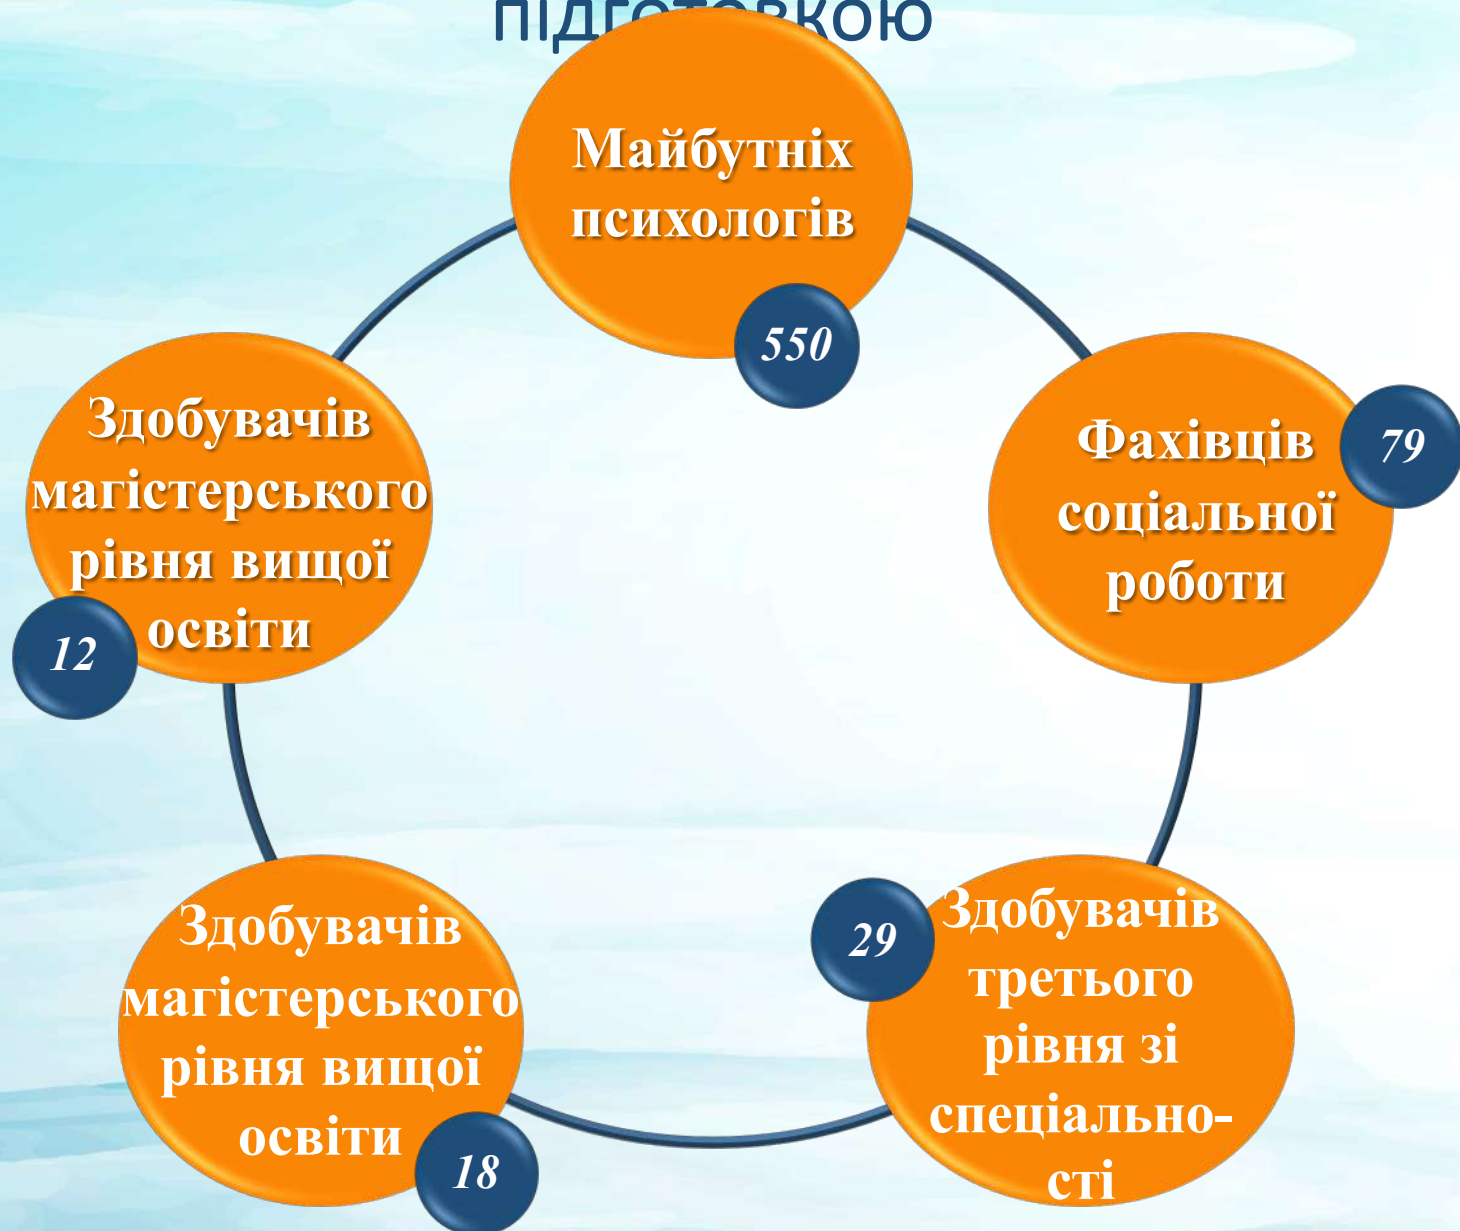 підготовкою
Майбутніх
психологів
550
Фахівців
соціальної
роботи
79
Здобувачів
третього
рівня зі
спеціально-
сті
29
Здобувачів
магістерського
рівня вищої
освіти
18
Здобувачів
магістерського
рівня вищої
освіти
12